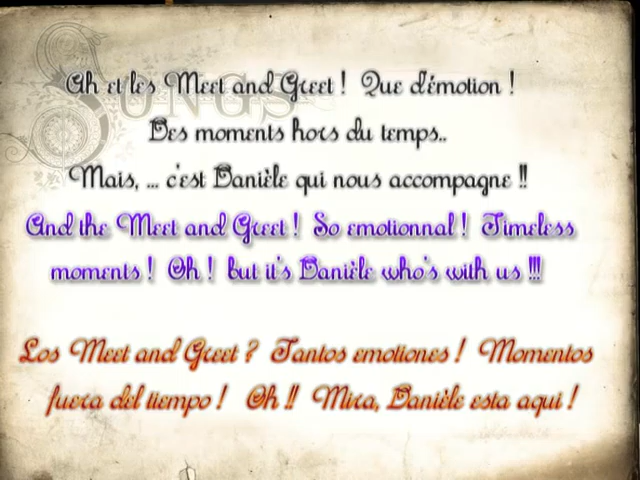 SONGS
Ah et les Meet and Greet ! Que d'émotion !
Des moments hors du temps..
Mais, ... c'est Danièle qui nous accompagne !!
And the Meet and Greet ! So emotionnal ! Timeless
moments ! Oh ! but it's Danièle who's with us !!!
Los Meet and Greet ? Tantos emotiones ! Momentos
fuera del tiempo ! Oh !! Mira, Danièle esta aqui !